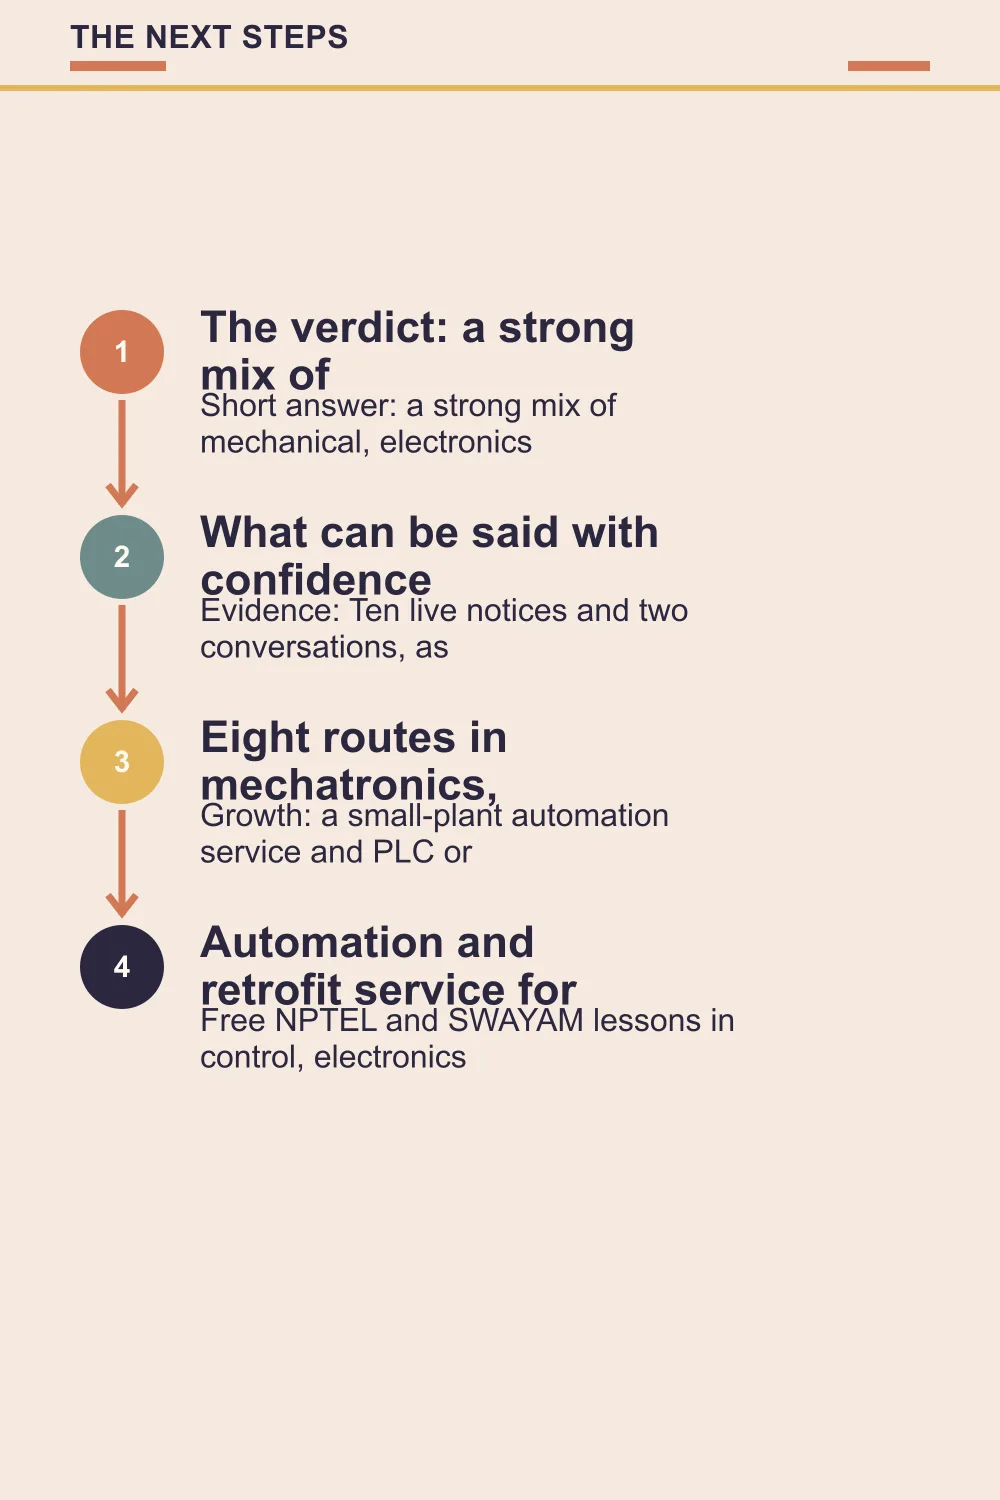 THE NEXT STEPS
1
The verdict: a strong
mix of
Short answer: a strong mix of
mechanical, electronics
2
What can be said with
confidence
Evidence: Ten live notices and two
conversations, as
3
Eight routes in
mechatronics,
Growth: a small-plant automation
service and PLC or
4
Automation and
retrofit service for
Free NPTEL and SWAYAM lessons in
control, electronics